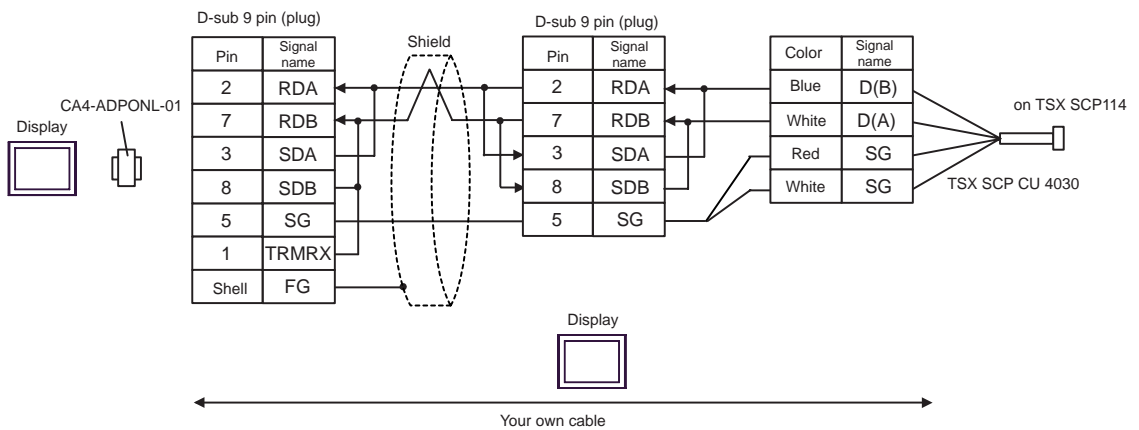 D-sub 9 pin (plug)
Pin Signal name
2 RDA
7 RDB
3 SDA
8 SDB
5 SG
1 TRMRX
Shell FG
Shield
D-sub 9 pin (plug)
Pin Signal name
2 RDA
7 RDB
3 SDA
8 SDB
5 SG
Color Signal name
Blue D(B)
White D(A)
Red SG
White SG
on TSX SCP114
TSX SCP CU 4030
CA4-ADPONL-01
Display
Display
Your own cable